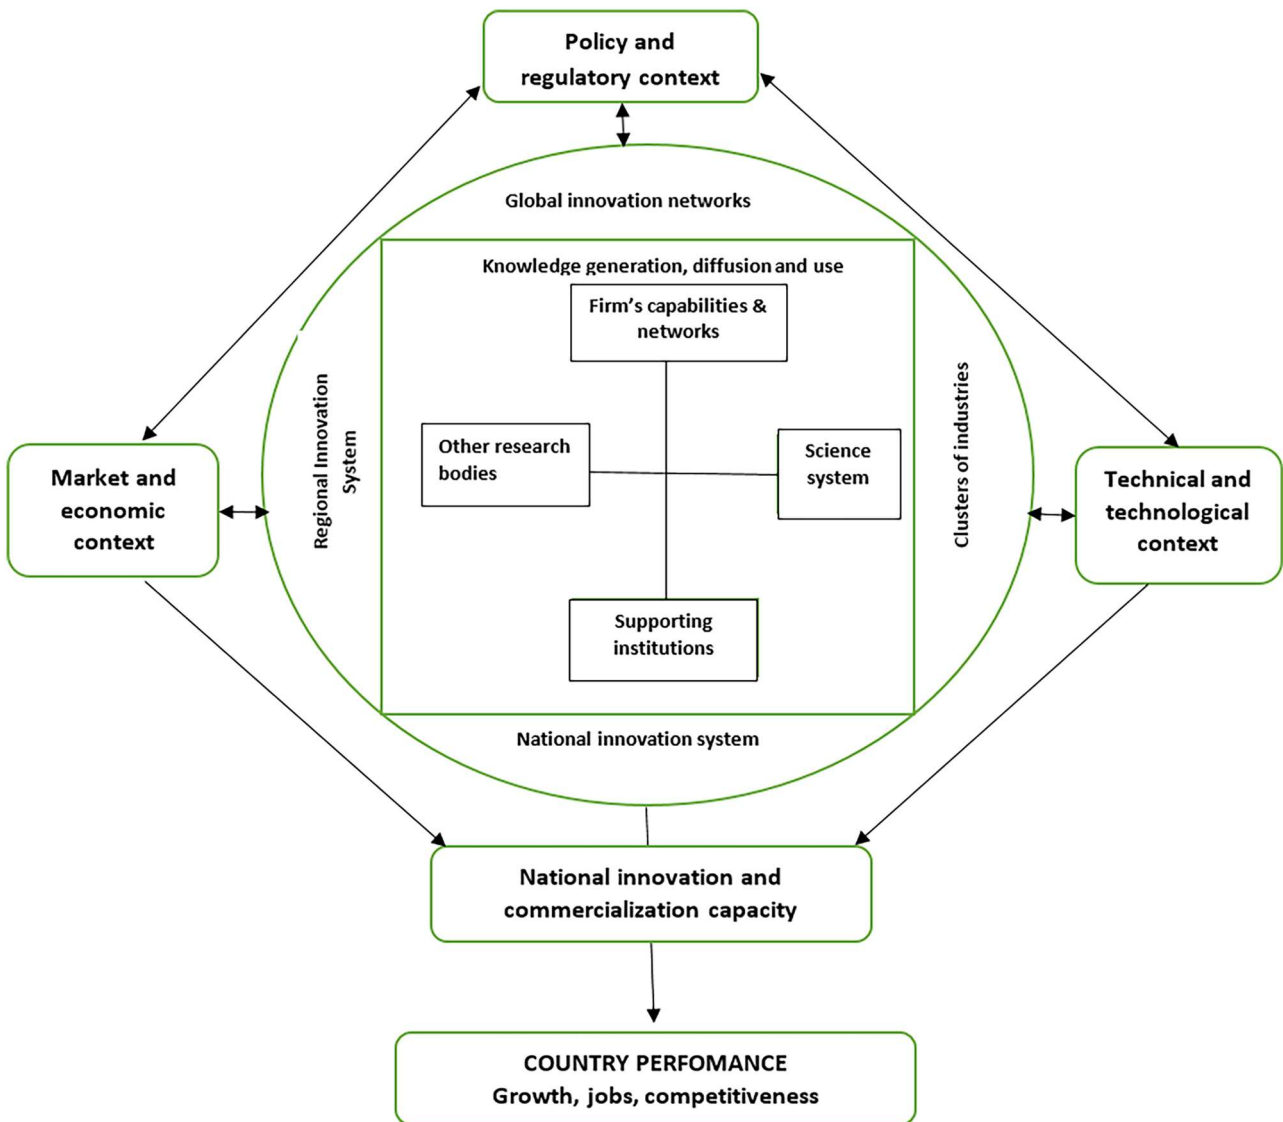 Policy and
regulatory context
Global innovation networks
Knowledge generation, diffusion and use
Firm's capabilities &
networks
Regional Innovation
System
Other research
bodies
Science
system
Clusters of industries
Market and
economic
context
Technical and
technological
context
Supporting
institutions
National innovation system
National innovation and
commercialization capacity
COUNTRY PERFOMANCE
Growth, jobs, competitiveness